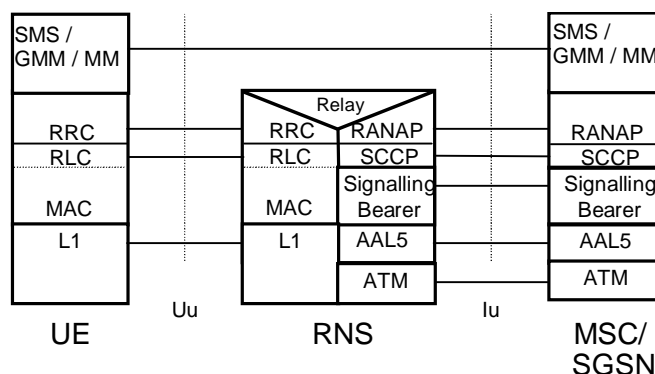 SMS /
GMM / MM
SMS /
GMM / MM
Relay
RRC
RRC
RANAP
RANAP
RLC
RLC
SCCP
SCCP
Signalling
Bearer
Signalling
Bearer
MAC
MAC
L1
L1
AAL5
AAL5
ATM
ATM
Uu
Iu
UE
RNS
MSC/
SGSN